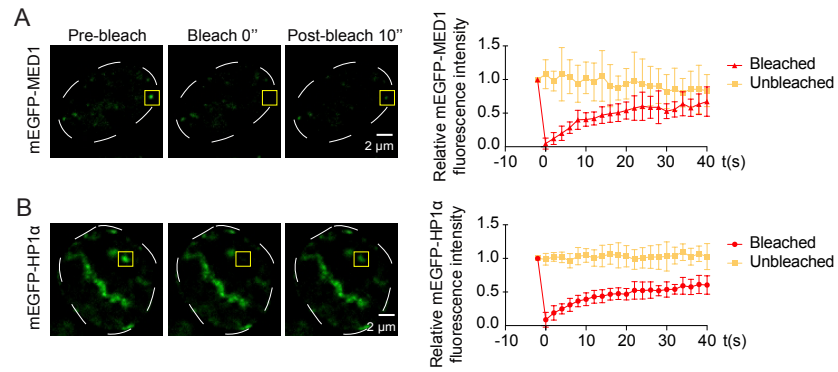 A
Pre-bleach
Bleach 0''
Post-bleach 10''
mEGFP-MED1
2 μm
Relative mEGFP-MED1
fluorescence intensity
1.5
1.0
0.5
0.0
-10
0
10
20
30
40
t(s)
Bleached
Unbleached
B
mEGFP-HP1α
2 μm
Relative mEGFP-HP1α
fluorescence intensity
1.5
1.0
0.5
0.0
-10
0
10
20
30
40
t(s)
Bleached
Unbleached